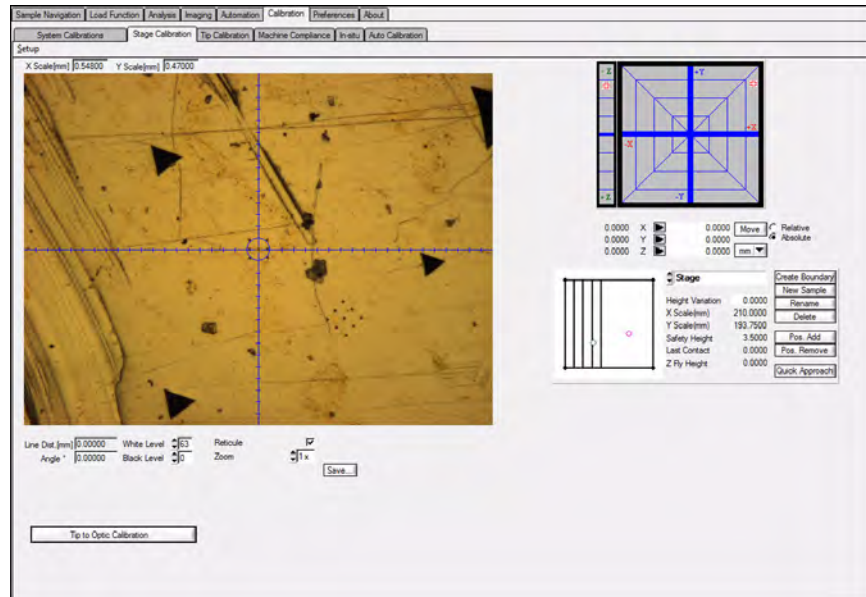 Sample Navigation Load Function Analysis Imaging Automation Calibration Preferences About
System Calibrations Stage Calibration Tip Calibration Machine Compliance In-situ Auto Calibration
Setup
X Scale[mm] 0.54800 Y Scale[mm] 0.47000
-Z +Y
+X
-X
+Z -Y
0.0000 X 0.0000 Move Relative
0.0000 Y 0.0000 Absolute
0.0000 Z 0.0000 mm
Stage Create Boundary
New Sample
Height Variation 0.0000 Rename
X Scale(mm) 210.0000 Delete
Y Scale(mm) 193.7500
Safety Height 3.5000 Pos. Add
Last Contact 0.0000 Pos. Remove
Z Fly Height 0.0000 Quick Approach
Line Dist.[mm] 0.00000 White Level 63 Reticule
Angle ° 0.00000 Black Level 0 Zoom 1x
Save...
Tip to Optic Calibration